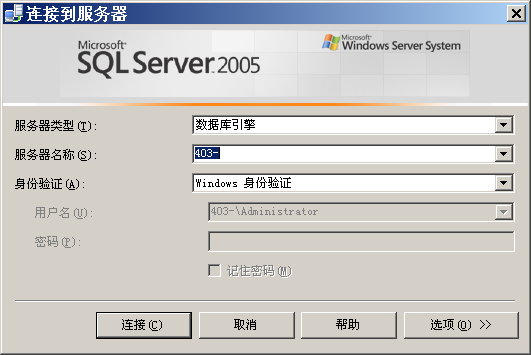 连接到服务器
Microsoft
SQL Server 2005
Microsoft
Windows Server System
服务器类型(T): 数据库引擎
服务器名称(S): 403-
身份验证(A): Windows 身份验证
用户名(U): 403-\Administrator
密码(P):
记住密码(M)
连接(C) 取消 帮助 选项(O) >>